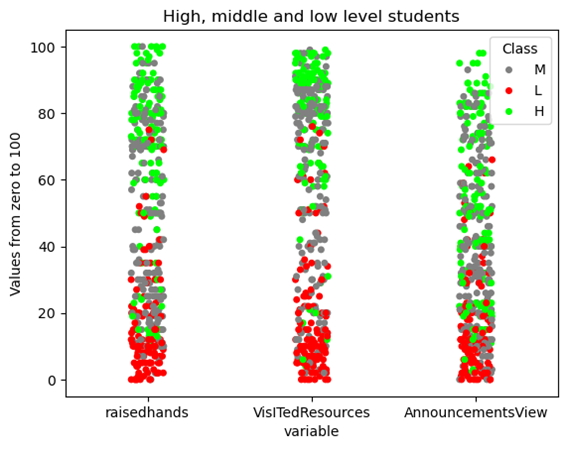 High, middle and low level students
Class
M
L
H
Values from zero to 100
100
80
60
40
20
0
raisedhands
VisITedResources
AnnouncementsView
variable